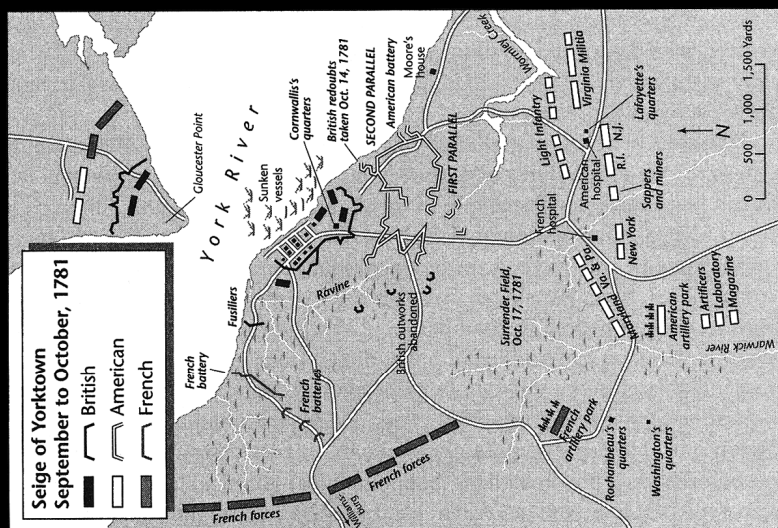 Seige of Yorktown
September to October, 1781
British
American
French
Gloucester Point
York River
Sunken
vessels
Cornwallis's
quarters
British redoubts
taken Oct. 14, 1781
SECOND PARALLEL
American battery
Moore's
house
Wormley Creek
FIRST PARALLEL
Fusiliers
French
battery
French
batteries
Ravine
British outworks
abandoned
Surrender Field,
Oct. 17, 1781
French forces
French forces
Williams-
burg
French
hospital
American
hospital
Light Infantry
Virginia Militia
Lafayette's
quarters
N.J.
R.I.
Sappers
and miners
New York
Maryland
Va. & Pa.
American
artillery park
Artificers
Laboratory
Magazine
Warwick River
French
artillery park
Rochambeau's
quarters
Washington's
quarters
N
0 500 1,000 1,500 Yards